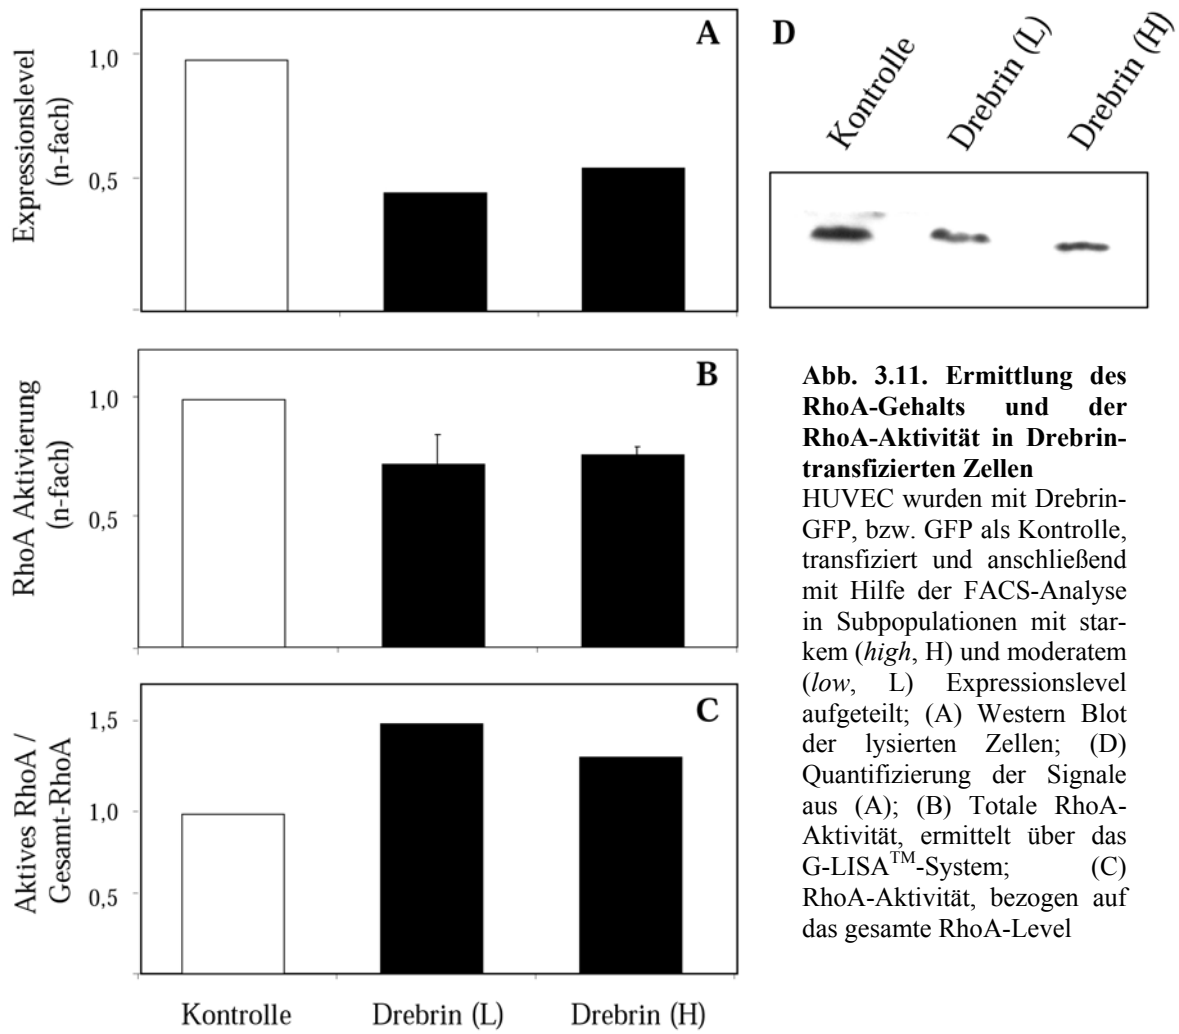 A
Expressionslevel
(n-fach)
1,0
0,5
B
RhoA Aktivierung
(n-fach)
1,0
0,5
C
Aktives RhoA /
Gesamt-RhoA
1,5
1,0
0,5
Kontrolle
Drebrin (L)
Drebrin (H)
D
Kontrolle
Drebrin (L)
Drebrin (H)
Abb. 3.11. Ermittlung des
RhoA-Gehalts und der
RhoA-Aktivität in Drebrin-
transfizierten Zellen
HUVEC wurden mit Drebrin-
GFP, bzw. GFP als Kontrolle,
transfiziert und anschließend
mit Hilfe der FACS-Analyse
in Subpopulationen mit star-
kem (high, H) und moderatem
(low, L) Expressionslevel
aufgeteilt; (A) Western Blot
der lysierten Zellen; (D)
Quantifizierung der Signale
aus (A); (B) Totale RhoA-
Aktivität, ermittelt über das
G-LISA™-System; (C)
RhoA-Aktivität, bezogen auf
das gesamte RhoA-Level